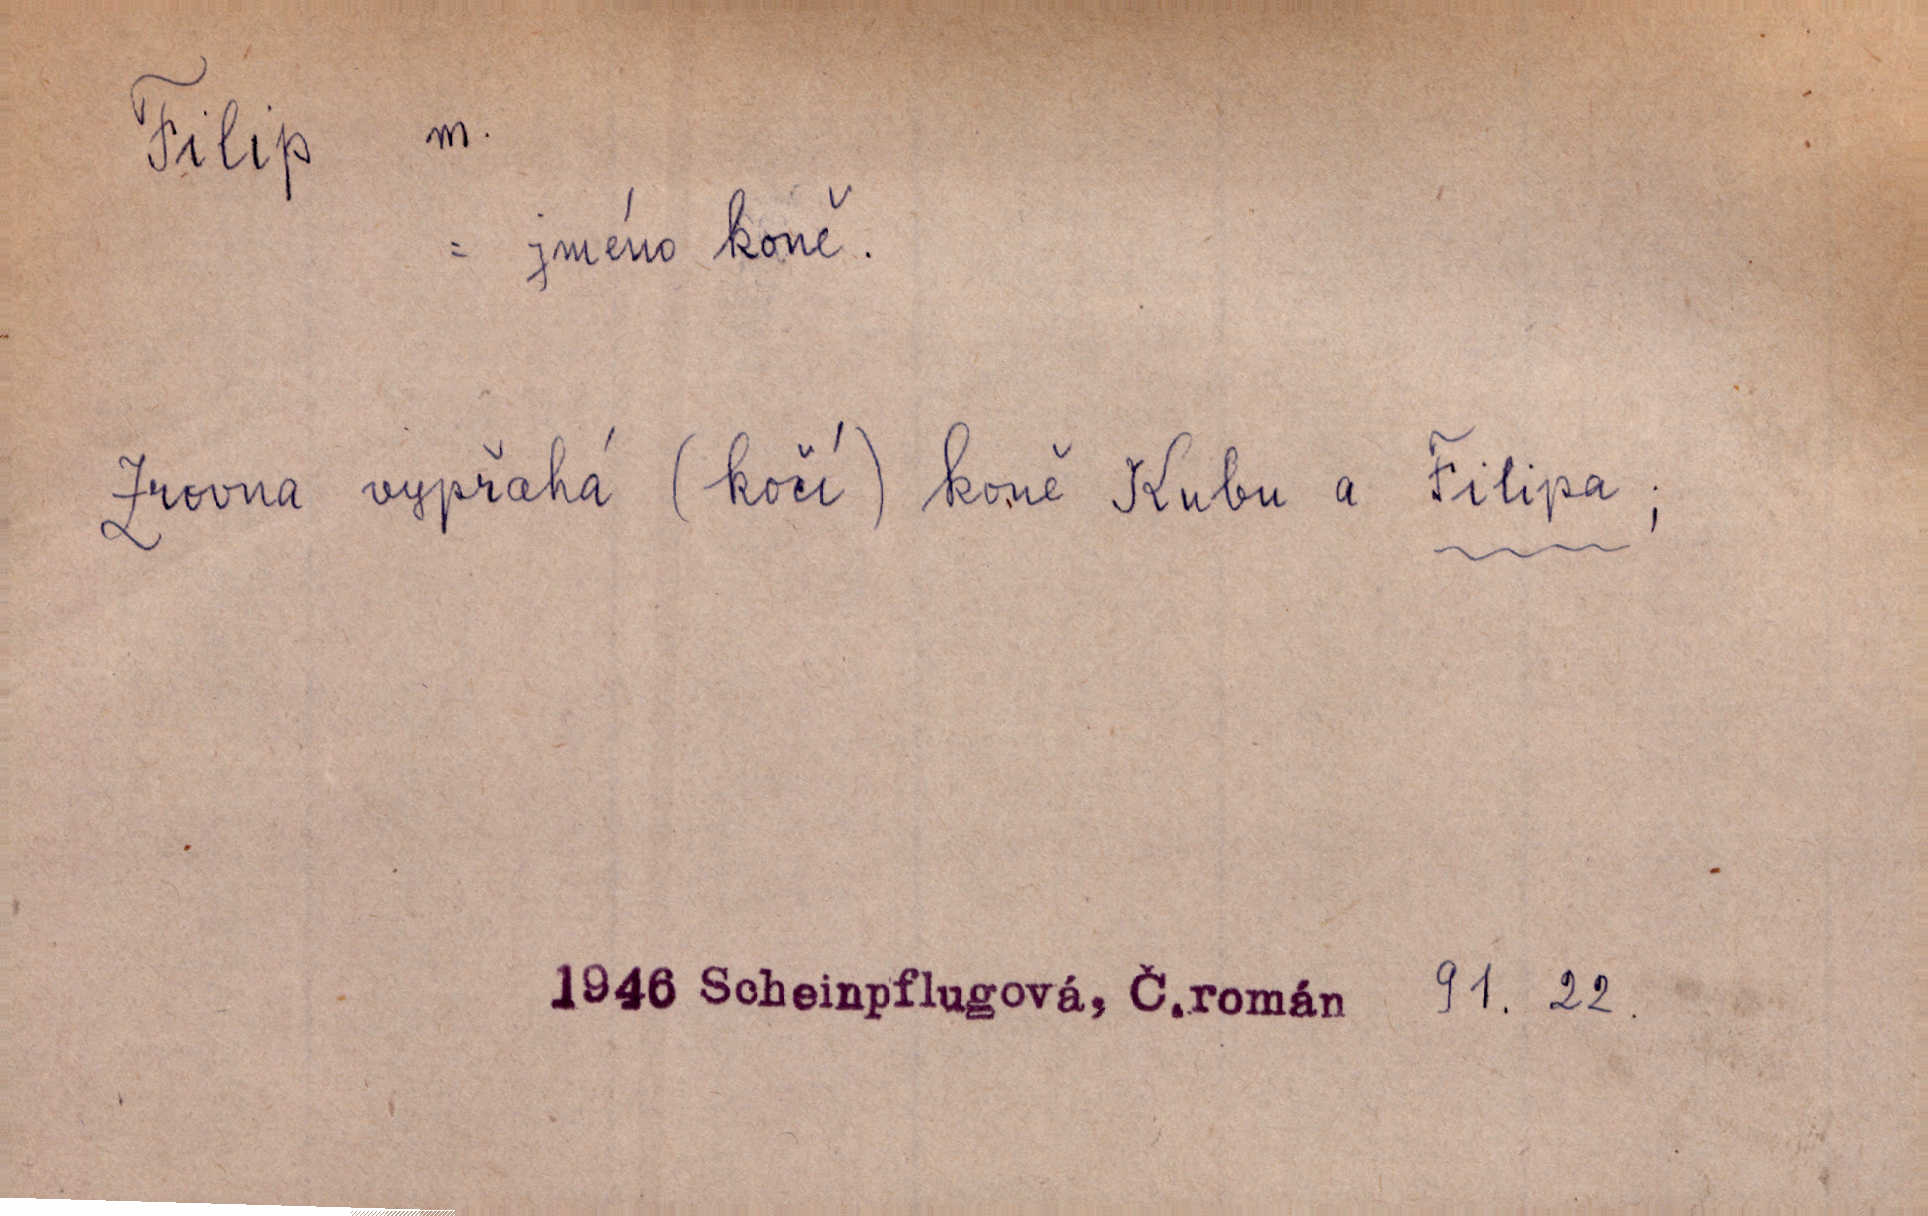 Filip m.
= jméno koně.
Zrovna vypřahá (kočí) koně Kubu a Filipa;
1946 Scheinpflugová, Č.román 91. 22.